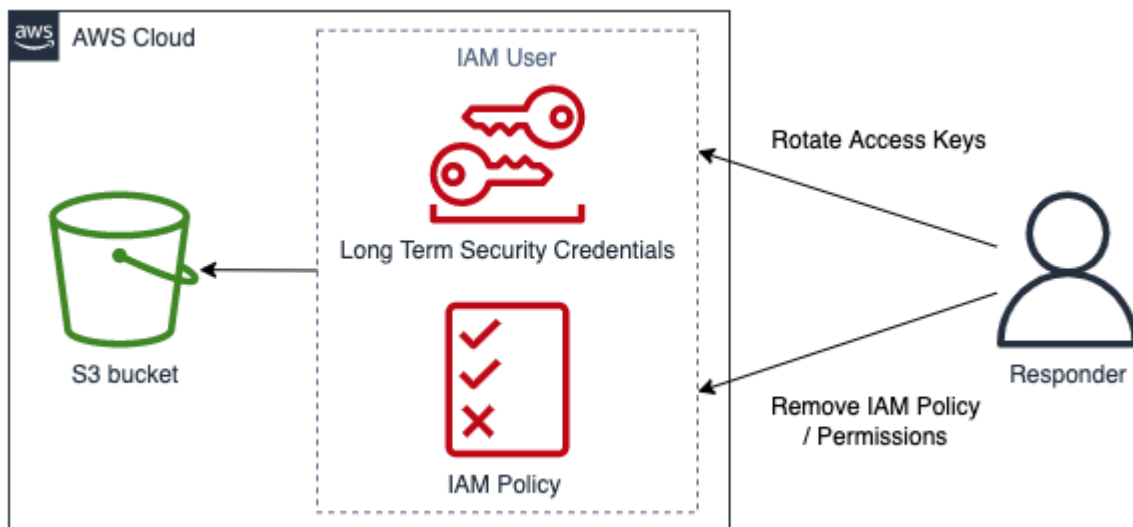 aws
AWS Cloud
IAM User
Rotate Access Keys
Long Term Security Credentials
S3 bucket
Responder
Remove IAM Policy
/ Permissions
IAM Policy